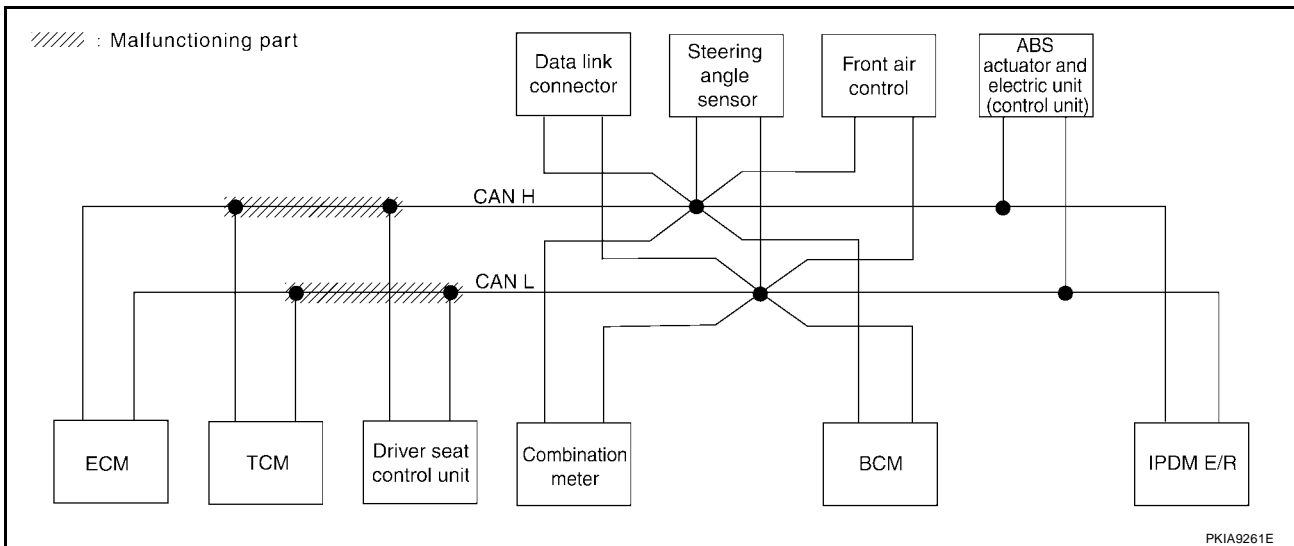 : Malfunctioning part
Data link
connector
Steering
angle
sensor
Front air
control
ABS
actuator and
electric unit
(control unit)
CAN H
CAN L
ECM
TCM
Driver seat
control unit
Combination
meter
BCM
IPDM E/R
PKIA9261E